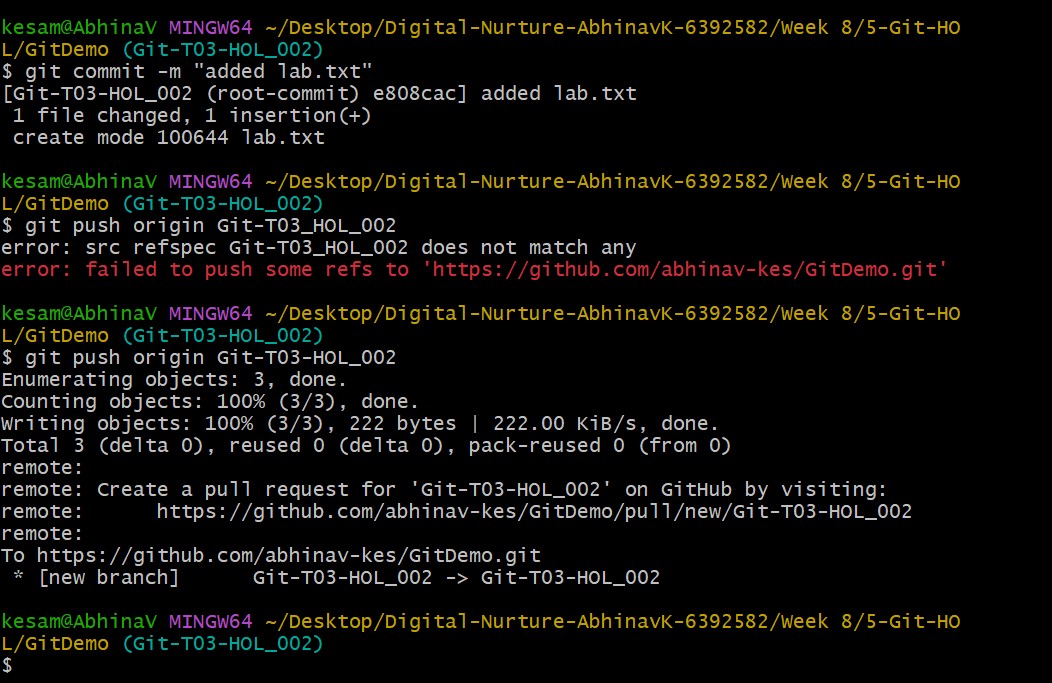 kesam@AbhinaV MINGW64 ~/Desktop/Digital-Nurture-AbhinavK-6392582/Week 8/5-Git-HO
L/GitDemo (Git-T03-HOL_002)
$ git commit -m "added lab.txt"
[Git-T03-HOL_002 (root-commit) e808cac] added lab.txt
 1 file changed, 1 insertion(+)
 create mode 100644 lab.txt

kesam@AbhinaV MINGW64 ~/Desktop/Digital-Nurture-AbhinavK-6392582/Week 8/5-Git-HO
L/GitDemo (Git-T03-HOL_002)
$ git push origin Git-T03_HOL_002
error: src refspec Git-T03_HOL_002 does not match any
error: failed to push some refs to 'https://github.com/abhinav-kes/GitDemo.git'

kesam@AbhinaV MINGW64 ~/Desktop/Digital-Nurture-AbhinavK-6392582/Week 8/5-Git-HO
L/GitDemo (Git-T03-HOL_002)
$ git push origin Git-T03-HOL_002
Enumerating objects: 3, done.
Counting objects: 100% (3/3), done.
Writing objects: 100% (3/3), 222 bytes | 222.00 KiB/s, done.
Total 3 (delta 0), reused 0 (delta 0), pack-reused 0 (from 0)
remote:
remote: Create a pull request for 'Git-T03-HOL_002' on GitHub by visiting:
remote:      https://github.com/abhinav-kes/GitDemo/pull/new/Git-T03-HOL_002
remote:
To https://github.com/abhinav-kes/GitDemo.git
 * [new branch]      Git-T03-HOL_002 -> Git-T03-HOL_002

kesam@AbhinaV MINGW64 ~/Desktop/Digital-Nurture-AbhinavK-6392582/Week 8/5-Git-HO
L/GitDemo (Git-T03-HOL_002)
$